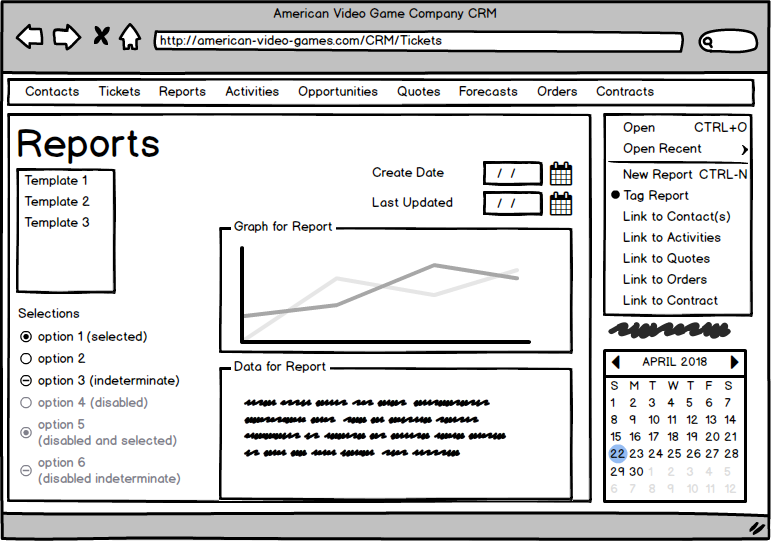 American Video Game Company CRM
http://american-video-games.com/CRM/Tickets
Contacts Tickets Reports Activities Opportunities Quotes Forecasts Orders Contracts
Reports
Template 1
Template 2
Template 3
Create Date / /
Last Updated / /
Selections
option 1 (selected)
option 2
option 3 (indeterminate)
option 4 (disabled)
option 5
(disabled and selected)
option 6
(disabled indeterminate)
Graph for Report
Data for Report
Open CTRL+O
Open Recent
New Report CTRL-N
Tag Report
Link to Contact(s)
Link to Activities
Link to Quotes
Link to Orders
Link to Contract
APRIL 2018
S M T W T F S
1 2 3 4 5 6 7
8 9 10 11 12 13 14
15 16 17 18 19 20 21
22 23 24 25 26 27 28
29 30 1 2 3 4 5
6 7 8 9 10 11 12